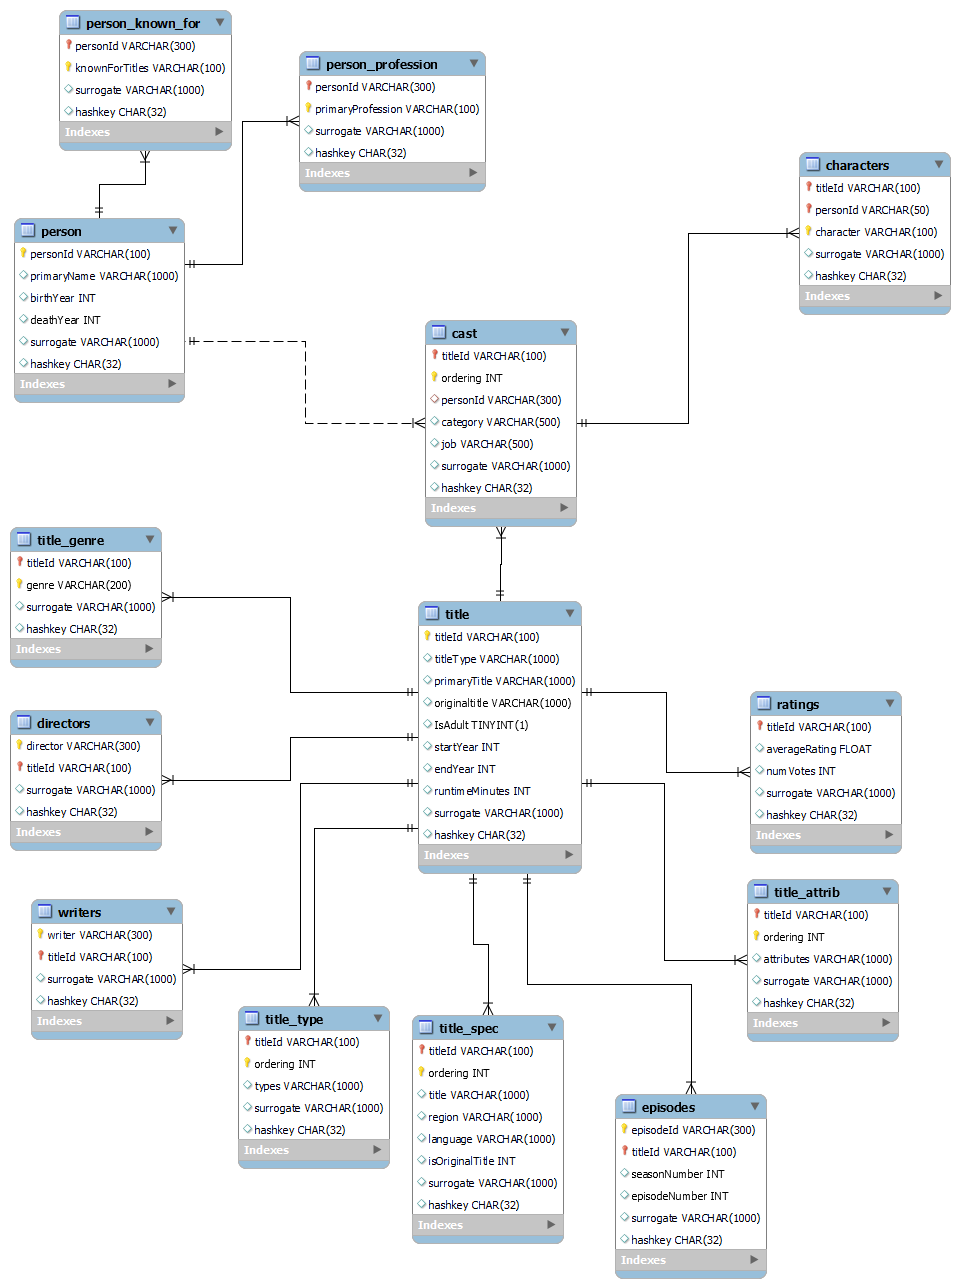 person_known_for
personId VARCHAR(300)
knownForTitles VARCHAR(100)
surrogate VARCHAR(1000)
hashkey CHAR(32)
Indexes
person_profession
personId VARCHAR(300)
primaryProfession VARCHAR(100)
surrogate VARCHAR(1000)
hashkey CHAR(32)
Indexes
characters
titleId VARCHAR(100)
personId VARCHAR(50)
character VARCHAR(100)
surrogate VARCHAR(1000)
hashkey CHAR(32)
Indexes
person
personId VARCHAR(100)
primaryName VARCHAR(1000)
birthYear INT
deathYear INT
surrogate VARCHAR(1000)
hashkey CHAR(32)
Indexes
cast
titleId VARCHAR(100)
ordering INT
personId VARCHAR(300)
category VARCHAR(500)
job VARCHAR(500)
surrogate VARCHAR(1000)
hashkey CHAR(32)
Indexes
title_genre
titleId VARCHAR(100)
genre VARCHAR(200)
surrogate VARCHAR(1000)
hashkey CHAR(32)
Indexes
title
titleId VARCHAR(100)
titleType VARCHAR(1000)
primaryTitle VARCHAR(1000)
originaltitle VARCHAR(1000)
IsAdult TINYINT(1)
startYear INT
endYear INT
runtimeMinutes INT
surrogate VARCHAR(1000)
hashkey CHAR(32)
Indexes
directors
director VARCHAR(300)
titleId VARCHAR(100)
surrogate VARCHAR(1000)
hashkey CHAR(32)
Indexes
ratings
titleId VARCHAR(100)
averageRating FLOAT
numVotes INT
surrogate VARCHAR(1000)
hashkey CHAR(32)
Indexes
writers
writer VARCHAR(300)
titleId VARCHAR(100)
surrogate VARCHAR(1000)
hashkey CHAR(32)
Indexes
title_attrib
titleId VARCHAR(100)
ordering INT
attributes VARCHAR(1000)
surrogate VARCHAR(1000)
hashkey CHAR(32)
Indexes
title_type
titleId VARCHAR(100)
ordering INT
types VARCHAR(1000)
surrogate VARCHAR(1000)
hashkey CHAR(32)
Indexes
title_spec
titleId VARCHAR(100)
ordering INT
title VARCHAR(1000)
region VARCHAR(1000)
language VARCHAR(1000)
isOriginalTitle INT
surrogate VARCHAR(1000)
hashkey CHAR(32)
Indexes
episodes
episodeId VARCHAR(300)
titleId VARCHAR(100)
seasonNumber INT
episodeNumber INT
surrogate VARCHAR(1000)
hashkey CHAR(32)
Indexes